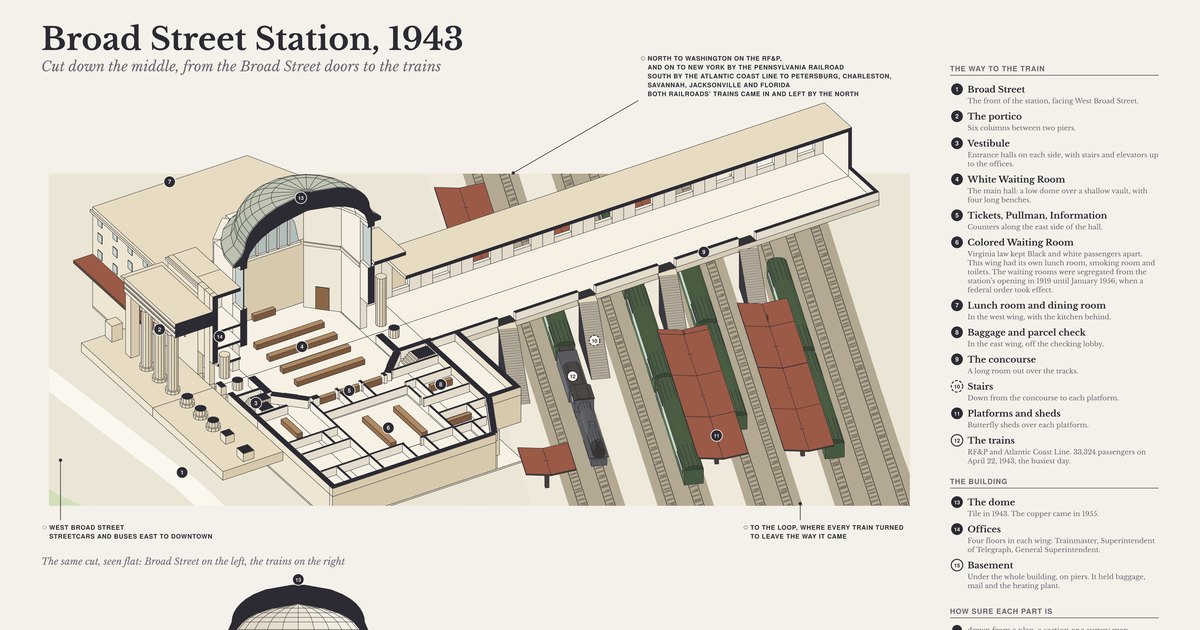 Broad Street Station, 1943
Cut down the middle, from the Broad Street doors to the trains
NORTH TO WASHINGTON ON THE RF&P,
AND ON TO NEW YORK BY THE PENNSYLVANIA RAILROAD
SOUTH BY THE ATLANTIC COAST LINE TO PETERSBURG, CHARLESTON,
SAVANNAH, JACKSONVILLE AND FLORIDA
BOTH RAILROADS' TRAINS CAME IN AND LEFT BY THE NORTH
7
13
2
14
9
10
4
12
5
8
3
6
11
1
WEST BROAD STREET
STREETCARS AND BUSES EAST TO DOWNTOWN
TO THE LOOP, WHERE EVERY TRAIN TURNED
TO LEAVE THE WAY IT CAME
The same cut, seen flat: Broad Street on the left, the trains on the right
13
THE WAY TO THE TRAIN
1 Broad Street
The front of the station, facing West Broad Street.
2 The portico
Six columns between two piers.
3 Vestibule
Entrance halls on each side, with stairs and elevators up
to the offices.
4 White Waiting Room
The main hall: a low dome over a shallow vault, with
four long benches.
5 Tickets, Pullman, Information
Counters along the east side of the hall.
6 Colored Waiting Room
Virginia law kept Black and white passengers apart.
This wing had its own lunch room, smoking room and
toilets. The waiting rooms were segregated from the
station's opening in 1919 until January 1956, when a
federal order took effect.
7 Lunch room and dining room
In the west wing, with the kitchen behind.
8 Baggage and parcel check
In the east wing, off the checking lobby.
9 The concourse
A long room out over the tracks.
10 Stairs
Down from the concourse to each platform.
11 Platforms and sheds
Butterfly sheds over each platform.
12 The trains
RF&P and Atlantic Coast Line. 33,324 passengers on
April 22, 1943, the busiest day.
THE BUILDING
13 The dome
Tile in 1943. The copper came in 1955.
14 Offices
Four floors in each wing: Trainmaster, Superintendent
of Telegraph, General Superintendent.
15 Basement
Under the whole building, on piers. It held baggage,
mail and the heating plant.
HOW SURE EACH PART IS